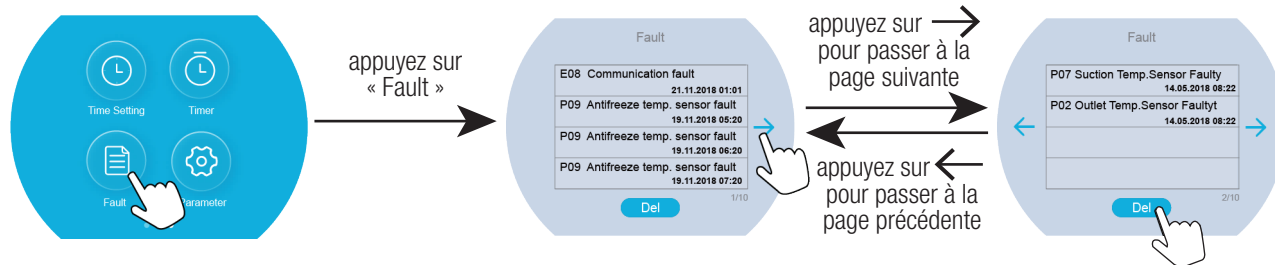 Time Setting
Timer
Fault
Parameter
appuyez sur
« Fault »
Fault
E08 Communication fault
21.11.2018 01:01
P09 Antifreeze temp. sensor fault
19.11.2018 05:20
P09 Antifreeze temp. sensor fault
19.11.2018 06:20
P09 Antifreeze temp. sensor fault
19.11.2018 07:20
1/10
Del
appuyez sur →
pour passer à la
page suivante
appuyez sur ←
pour passer à la
page précédente
Fault
P07 Suction Temp.Sensor Faulty
14.05.2018 08:22
P02 Outlet Temp.Sensor Faultyt
14.05.2018 08:22
2/10
Del